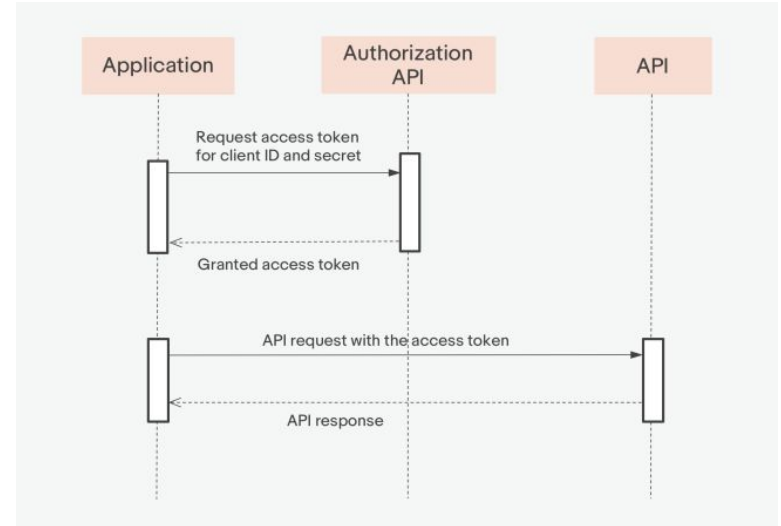 Application
Authorization
API
API
Request access token
for client ID and secret
Granted access token
API request with the access token
API response